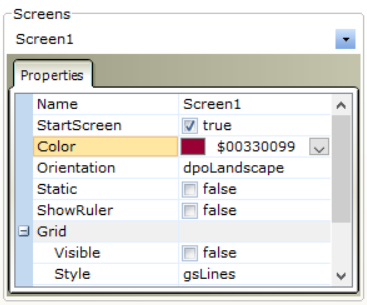 Screens
Screen1
Properties
Name Screen1
StartScreen true
Color $00330099
Orientation dpoLandscape
Static false
ShowRuler false
Grid
Visible false
Style gsLines